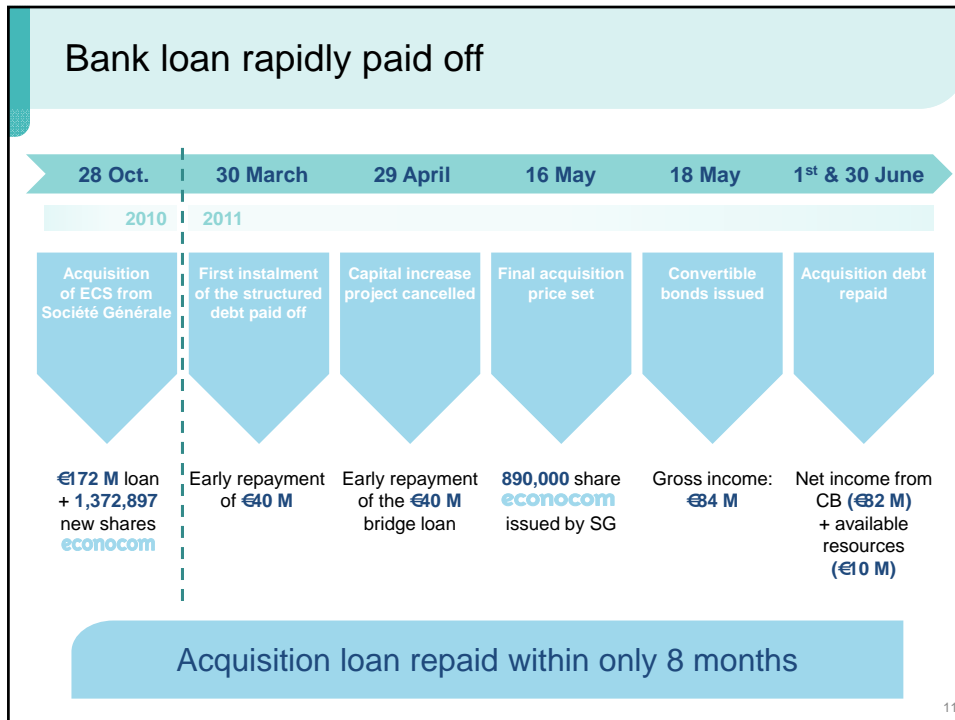 Bank loan rapidly paid off
28 Oct.
30 March
29 April
16 May
18 May
1st & 30 June
2010
2011
Acquisition
of ECS from
Société Générale
First instalment
of the structured
debt paid off
Capital increase
project cancelled
Final acquisition
price set
Convertible
bonds issued
Acquisition debt
repaid
€172 M loan
+ 1,372,897
new shares
econocom
Early repayment
of €40 M
Early repayment
of the €40 M
bridge loan
890,000 share
econocom
issued by SG
Gross income:
€84 M
Net income from
CB (€82 M)
+ available
resources
(€10 M)
Acquisition loan repaid within only 8 months
11